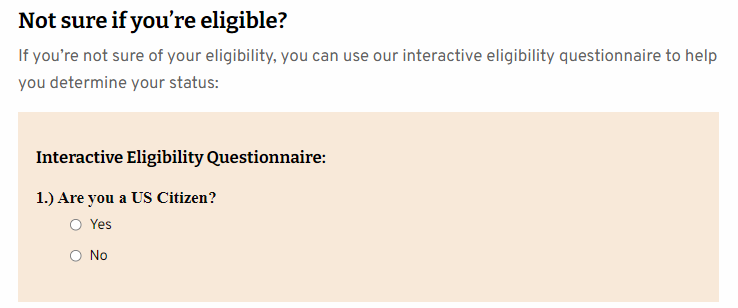 Not sure if you’re eligible?
If you’re not sure of your eligibility, you can use our interactive eligibility questionnaire to help
you determine your status:
Interactive Eligibility Questionnaire:
1.) Are you a US Citizen?
Yes
No